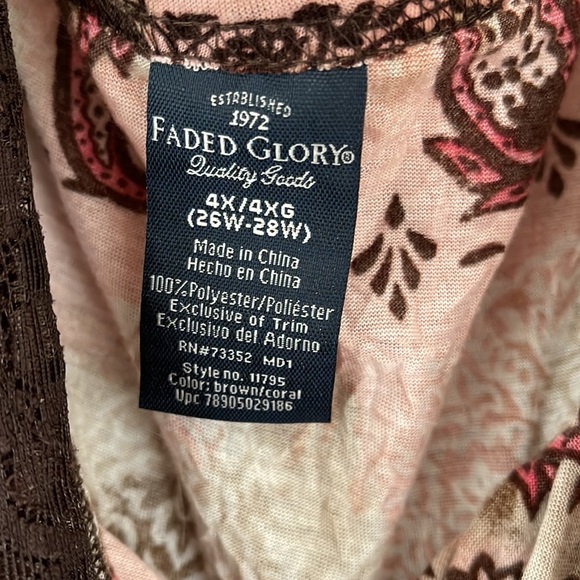 ESTABLISHED
1972
FADED GLORY®
Quality Goods
4X/4XG
(26W-28W)
Made in China
Hecho en China
100%Polyester/Poliéster
Exclusive of Trim
Exclusivo del Adorno
RN#73352 MD1
Style no. 11795
Color: brown/coral
Upc 78905029186